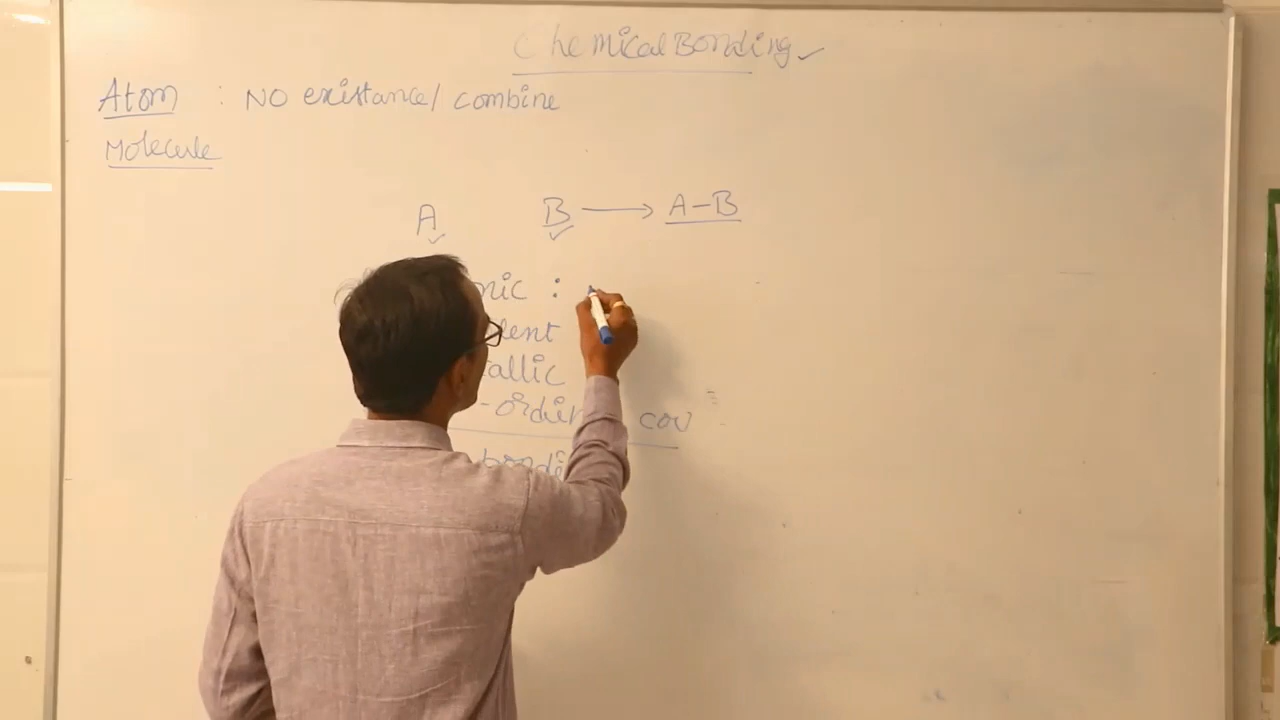 Chemical Bonding
Atom : NO existance/ combine
Molecule
A B → A-B
nic :
lent
allic
-ordin cov
bondi